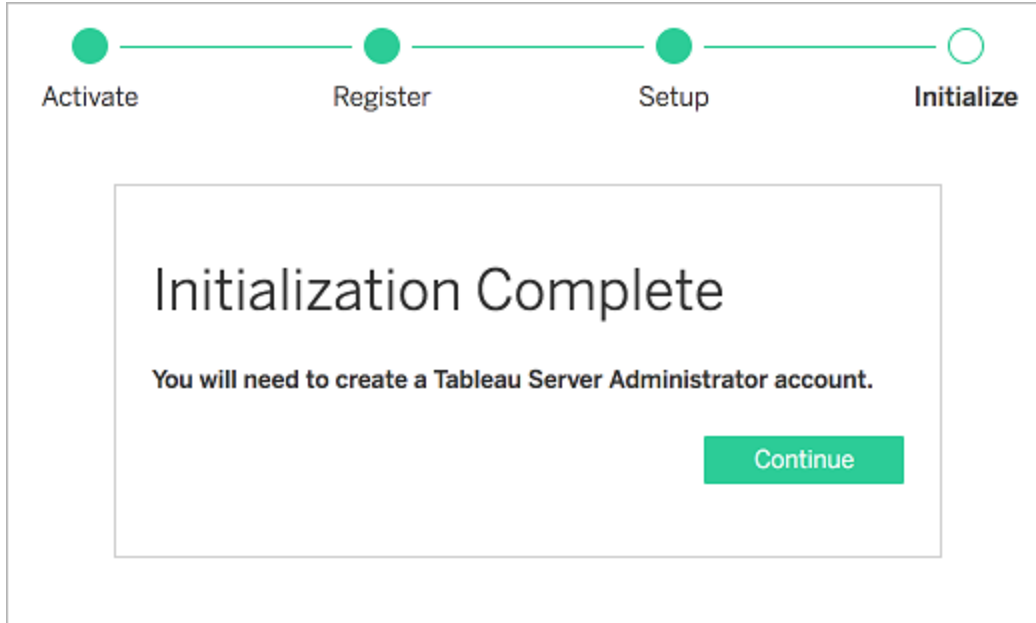 Activate Register Setup Initialize
Initialization Complete
You will need to create a Tableau Server Administrator account.
Continue